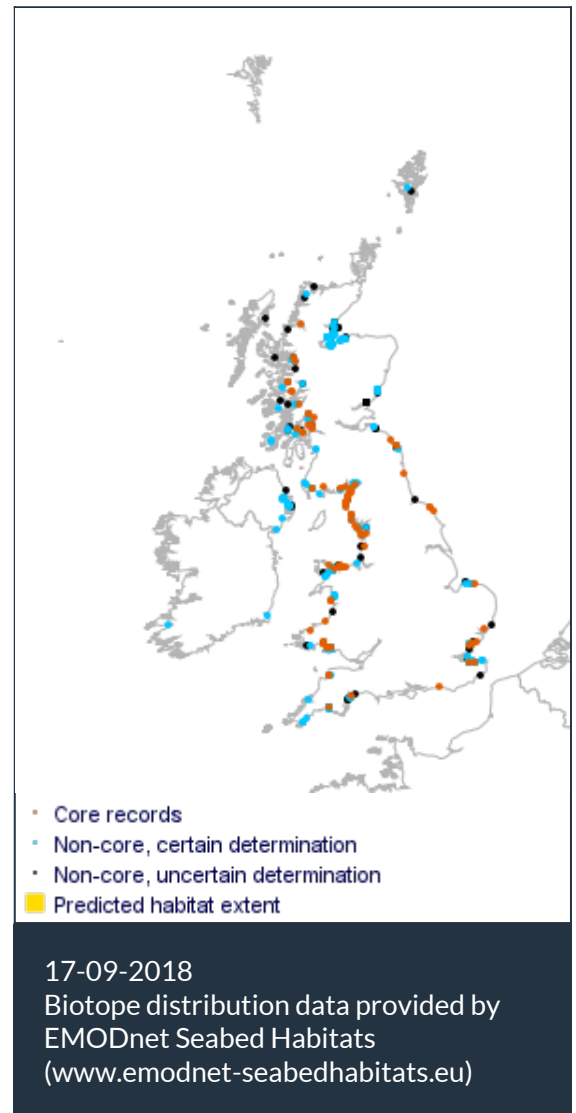 Core records
Non-core, certain determination
Non-core, uncertain determination
Predicted habitat extent
17-09-2018
Biotope distribution data provided by
EMODnet Seabed Habitats
(www.emodnet-seabedhabitats.eu)